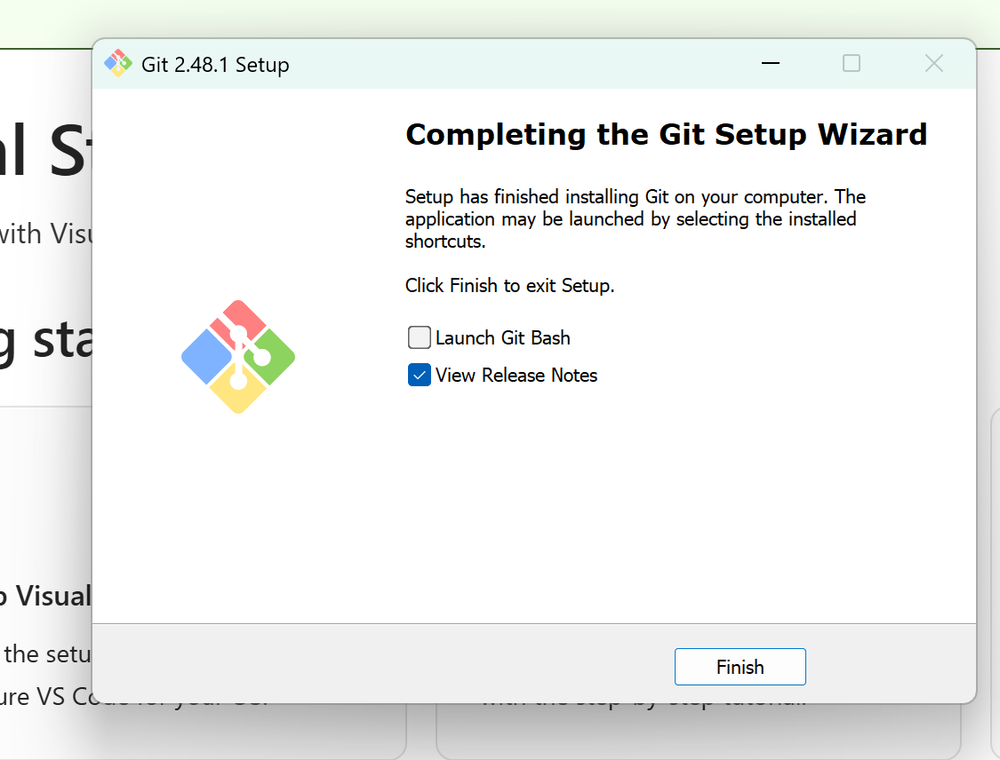 Git 2.48.1 Setup
Completing the Git Setup Wizard
Setup has finished installing Git on your computer. The
application may be launched by selecting the installed
shortcuts.
Click Finish to exit Setup.
Launch Git Bash
View Release Notes
Finish
with Visu
g sta
Visual
the setu
ure VS Code for your OS.
with the step-by-step tutorial.